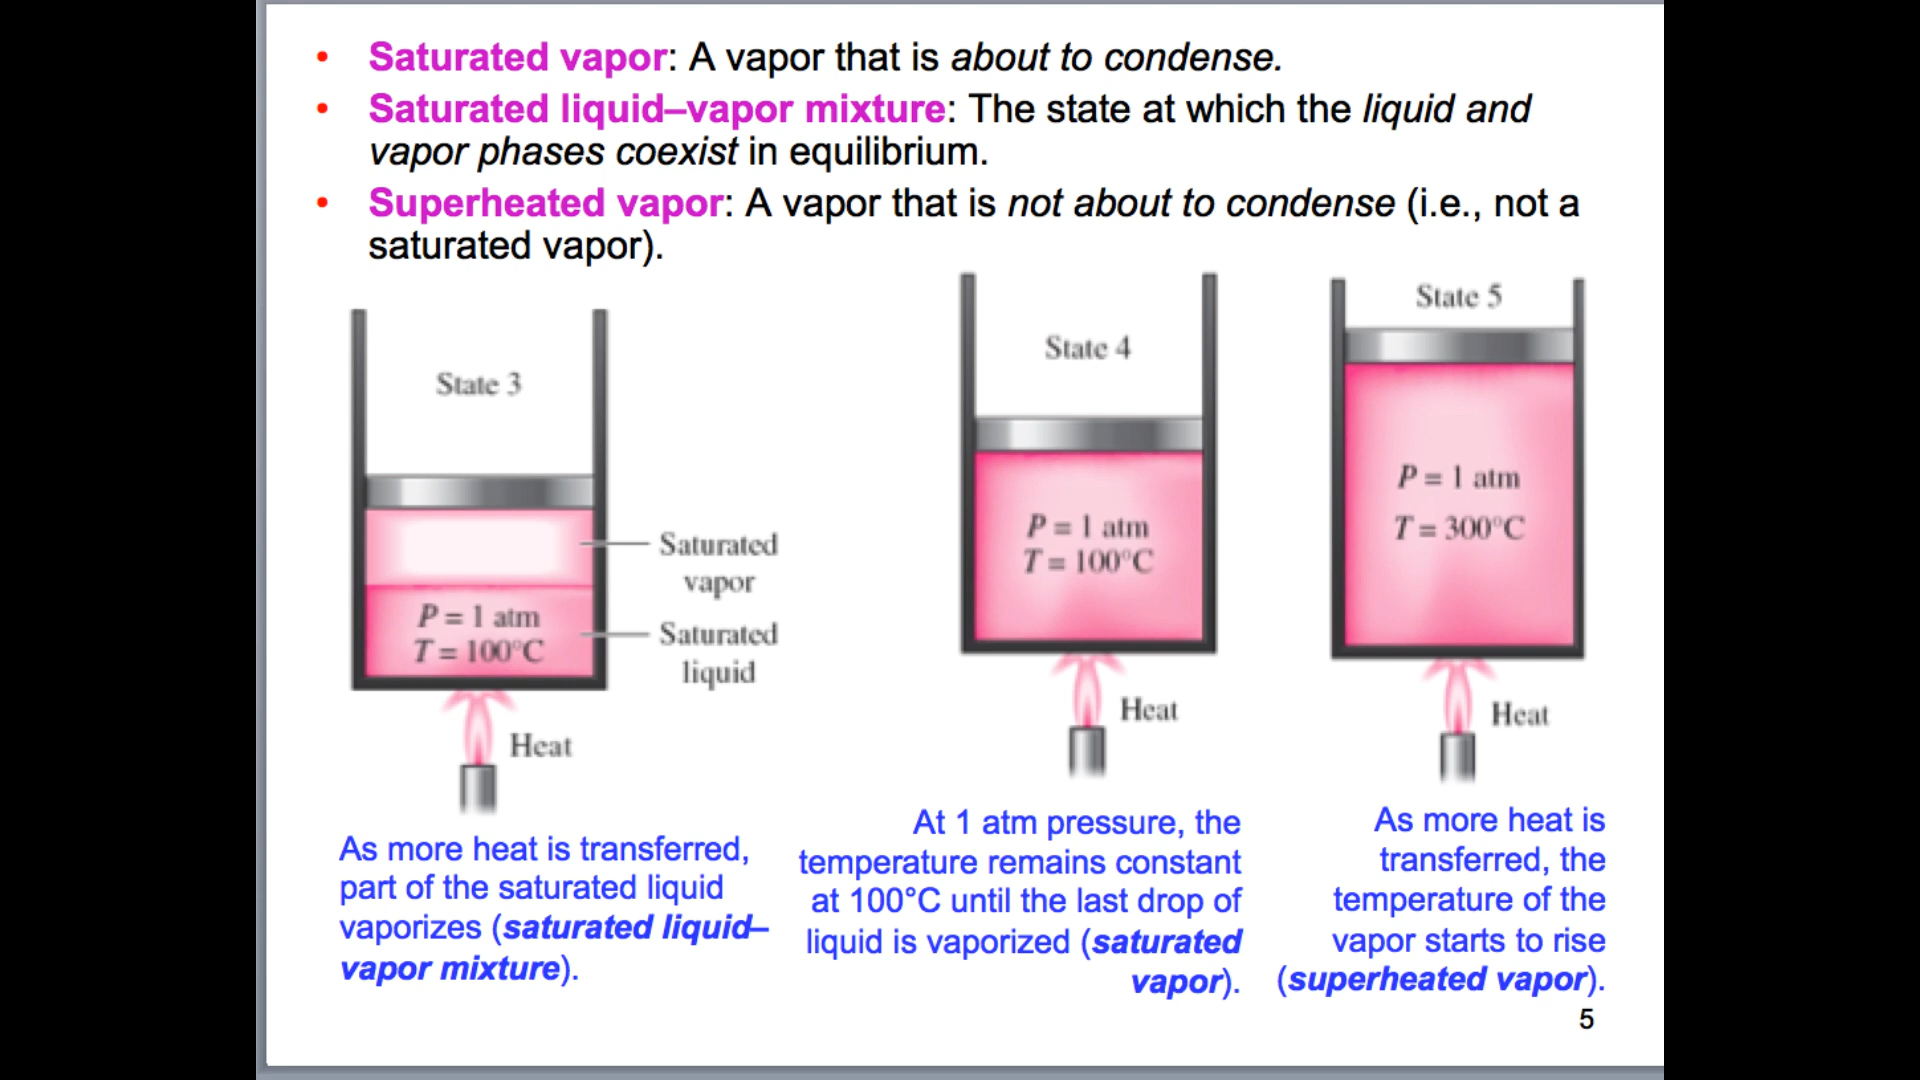 • Saturated vapor: A vapor that is about to condense.
• Saturated liquid–vapor mixture: The state at which the liquid and
vapor phases coexist in equilibrium.
• Superheated vapor: A vapor that is not about to condense (i.e., not a
saturated vapor).
State 3
Saturated
vapor
P = 1 atm
T = 100°C
Saturated
liquid
Heat
As more heat is transferred,
part of the saturated liquid
vaporizes (saturated liquid–
vapor mixture).
State 4
P = 1 atm
T = 100°C
Heat
At 1 atm pressure, the
temperature remains constant
at 100°C until the last drop of
liquid is vaporized (saturated
vapor).
State 5
P = 1 atm
T = 300°C
Heat
As more heat is
transferred, the
temperature of the
vapor starts to rise
(superheated vapor).
5